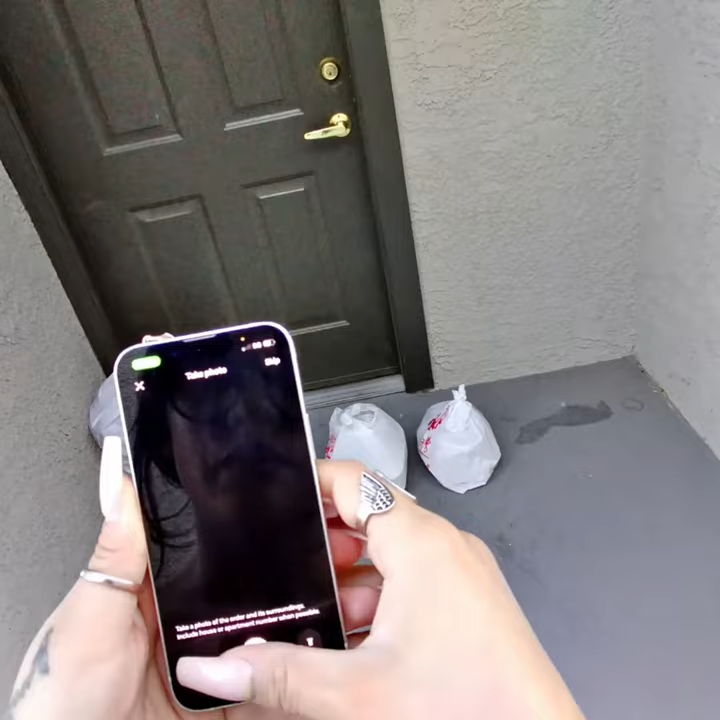 Take photo
Skip
Take a photo of the order and its surroundings.
Include house or apartment number when possible.